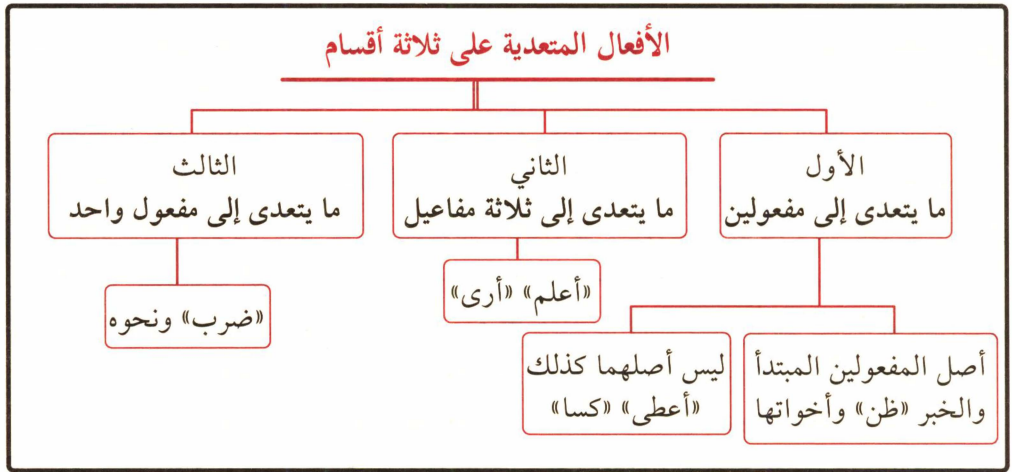 الأفعال المتعدية على ثلاثة أقسام
الأول
ما يتعدى إلى مفعولين
الثاني
ما يتعدى إلى ثلاثة مفاعيل
الثالث
ما يتعدى إلى مفعول واحد
أصل المفعولين المبتدأ
والخبر «ظن» وأخواتها
ليس أصلهما كذلك
«أعطى» «كسا»
«أعلم» «أرى»
«ضرب» ونحوه